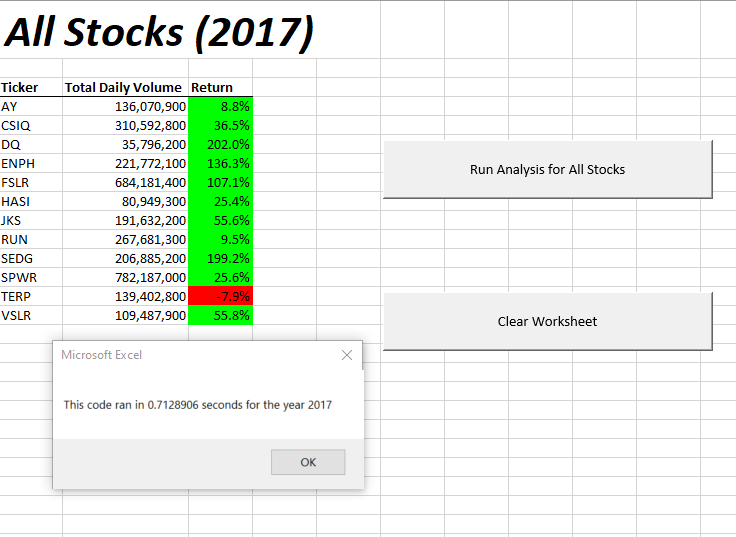 All Stocks (2017)
Ticker Total Daily Volume Return
AY 136,070,900 8.8%
CSIQ 310,592,800 36.5%
DQ 35,796,200 202.0%
ENPH 221,772,100 136.3%
FSLR 684,181,400 107.1%
HASI 80,949,300 25.4%
JKS 191,632,200 55.6%
RUN 267,681,300 9.5%
SEDG 206,885,200 199.2%
SPWR 782,187,000 25.6%
TERP 139,402,800 -7.9%
VSLR 109,487,900 55.8%
Run Analysis for All Stocks
Clear Worksheet
Microsoft Excel
This code ran in 0.7128906 seconds for the year 2017
OK